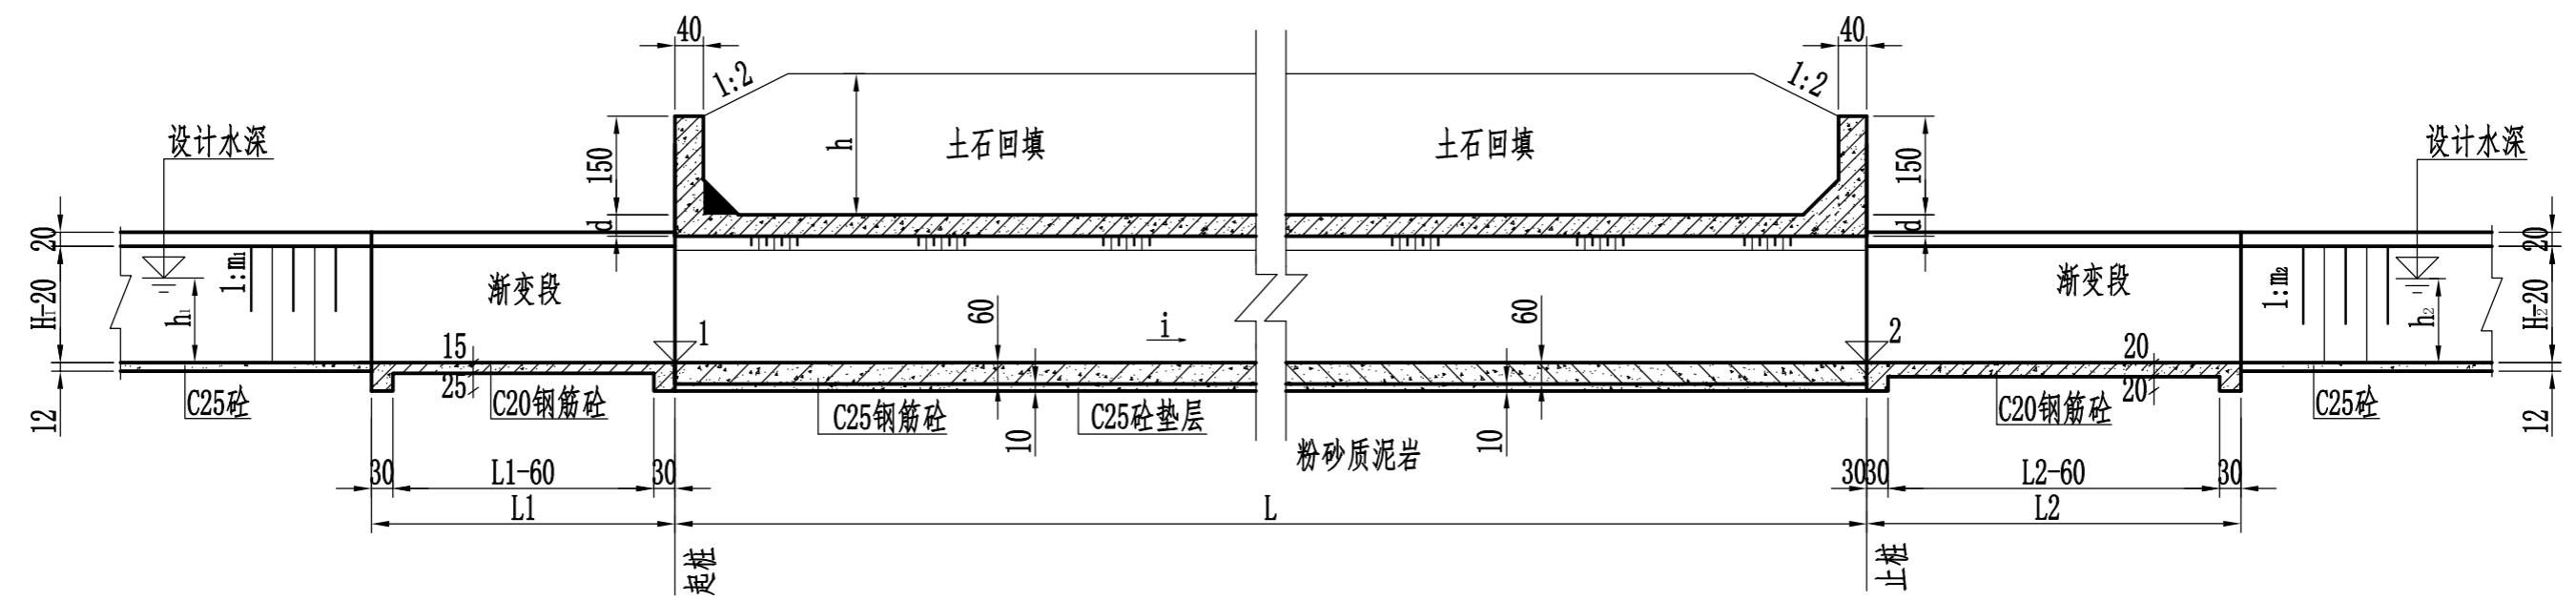 40
40
1:2
1:2
设计水深
150
h
土石回填
土石回填
150
设计水深
d
d
20
20
H₁-20
h₁
1:m₁
渐变段
60
i
60
渐变段
1:m₂
h₂
H₂-20
1
2
15
25
20
20
12
C25砼
C20钢筋砼
C25钢筋砼
10
C25砼垫层
10
C20钢筋砼
C25砼
12
粉砂质泥岩
30
L1-60
30
30
30
L2-60
30
L1
L
L2
起桩
止桩